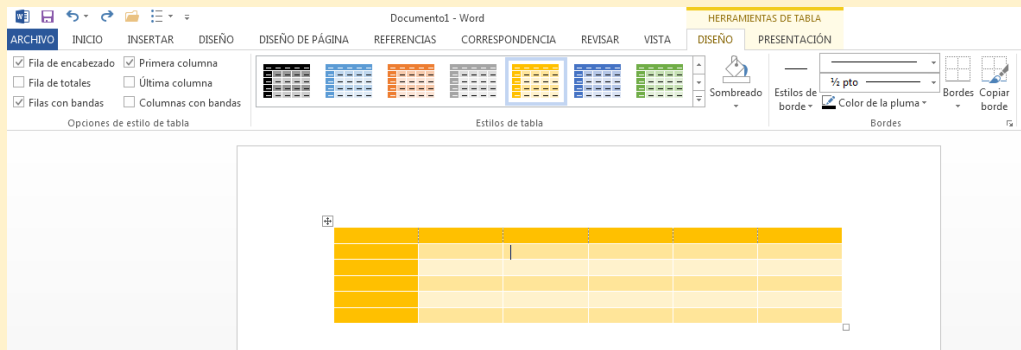 Documento1 - Word
HERRAMIENTAS DE TABLA
ARCHIVO INICIO INSERTAR DISEÑO DISEÑO DE PÁGINA REFERENCIAS CORRESPONDENCIA REVISAR VISTA DISEÑO PRESENTACIÓN
Fila de encabezado Primera columna
Fila de totales Última columna
Filas con bandas Columnas con bandas
Opciones de estilo de tabla
Estilos de tabla
Sombreado
Estilos de borde
½ pto
Color de la pluma
Bordes
Copiar borde
Bordes